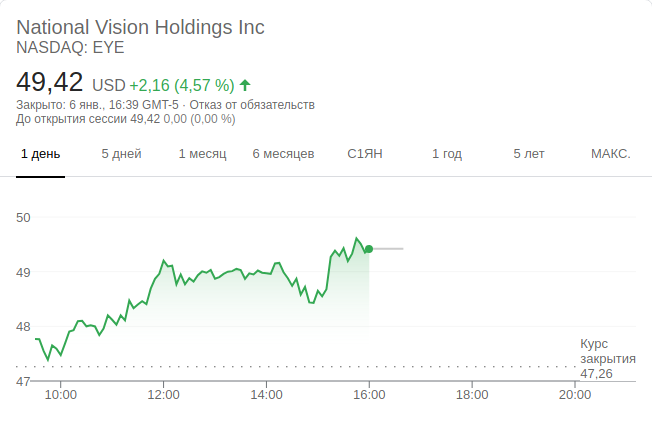 National Vision Holdings Inc
NASDAQ: EYE
49,42 USD +2,16 (4,57 %)
Закрыто: 6 янв., 16:39 GMT-5 · Отказ от обязательств
До открытия сессии 49,42 0,00 (0,00 %)
1 день 5 дней 1 месяц 6 месяцев С1ЯН 1 год 5 лет МАКС.
50
49
48
Курс
закрытия
47,26
47
10:00 12:00 14:00 16:00 18:00 20:00